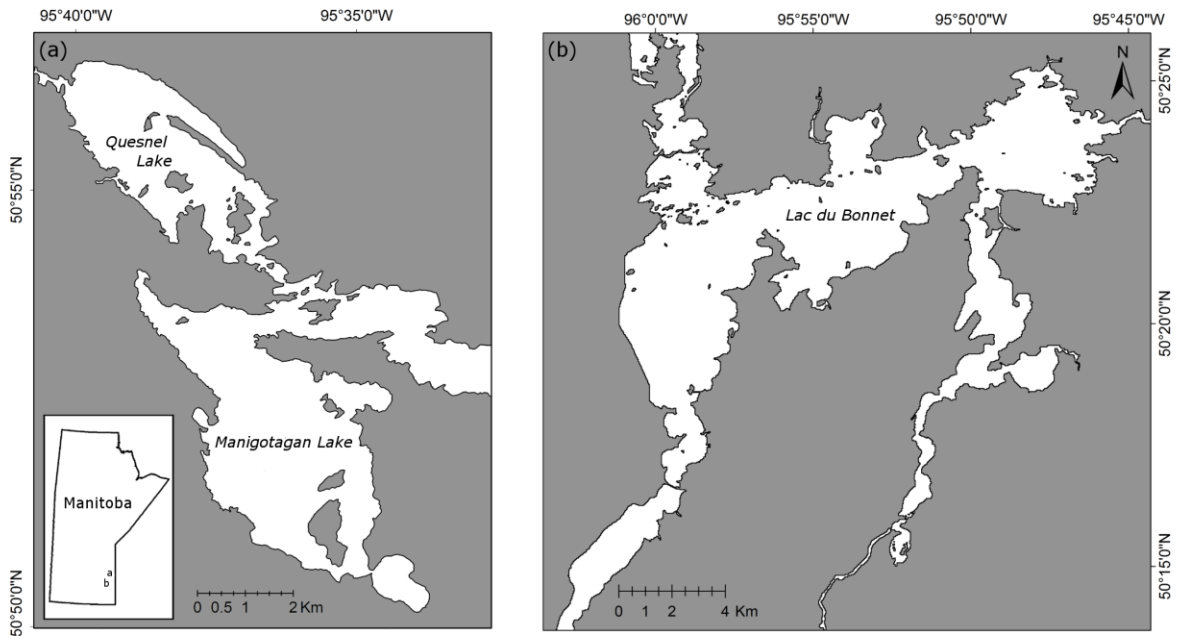 95°40'0"W 95°35'0"W
96°00'0"W 95°55'0"W 95°50'0"W 95°45'0"W
(a)
Quesnel
Lake
50°55'0"N
Manigotagan Lake
Manitoba
a
b
0 0.5 1 2 Km
50°50'0"N
(b)
N
50°25'0"N
Lac du Bonnet
50°20'0"N
50°15'0"N
0 2 4 Km